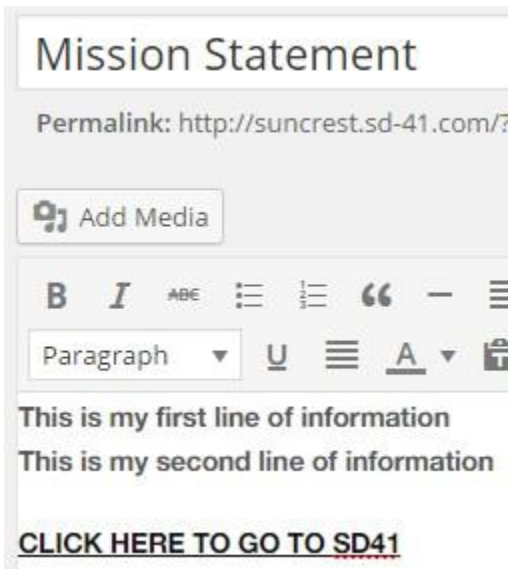 Mission Statement
Permalink: http://suncrest.sd-41.com/?
Add Media
B I ABC
Paragraph U A
This is my first line of information
This is my second line of information
CLICK HERE TO GO TO SD41